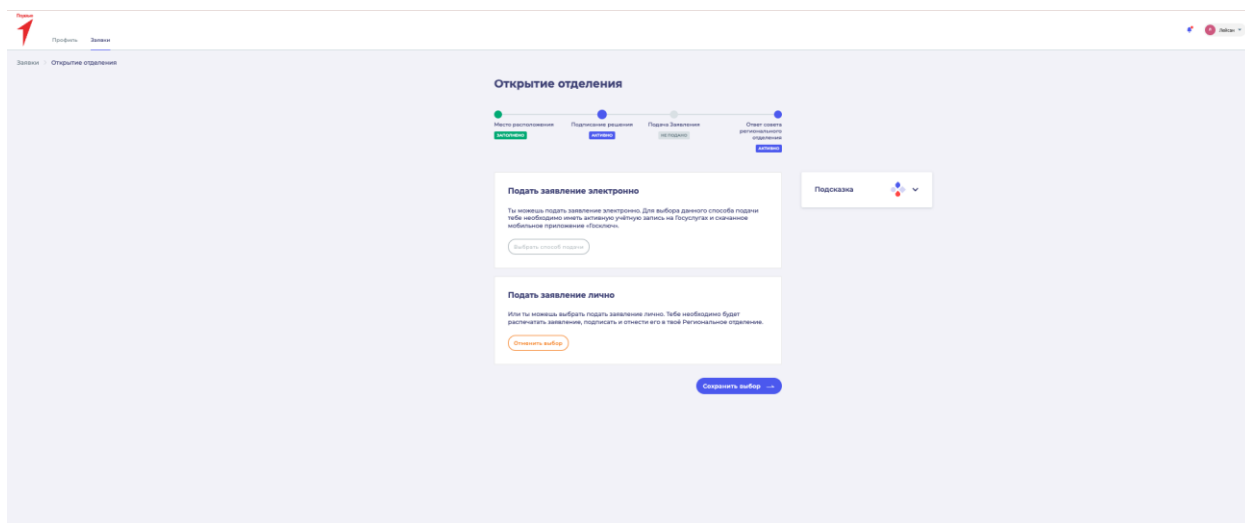 Первые
Профиль Заявки
Лейсан
Заявки Открытие отделения
Открытие отделения
Место расположения
ЗАПОЛНЕНО
Подписание решения
АКТИВНО
Подача Заявления
НЕ ПОДАНО
Ответ совета
регионального
отделения
АКТИВНО
Подать заявление электронно
Ты можешь подать заявление электронно. Для выбора данного способа подачи
тебе необходимо иметь активную учётную запись на Госуслугах и скачанное
мобильное приложение «Госключ».
Выбрать способ подачи
Подсказка
Подать заявление лично
Или ты можешь выбрать подать заявление лично. Тебе необходимо будет
распечатать заявление, подписать и отнести его в твоё Региональное отделение.
Отменить выбор
Сохранить выбор →